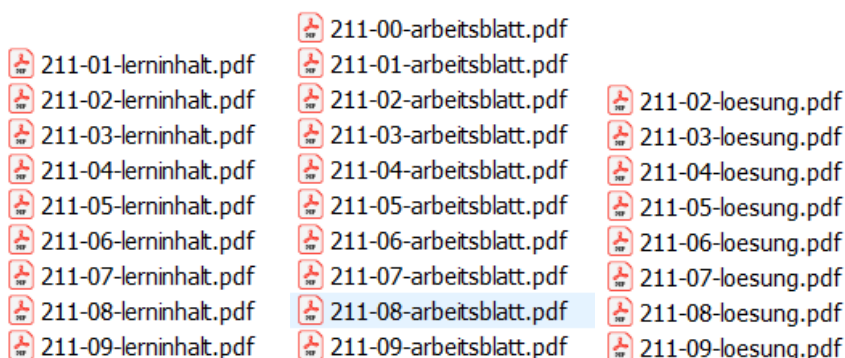 211-00-arbeitsblatt.pdf
211-01-lerninhalt.pdf 211-01-arbeitsblatt.pdf
211-02-lerninhalt.pdf 211-02-arbeitsblatt.pdf 211-02-loesung.pdf
211-03-lerninhalt.pdf 211-03-arbeitsblatt.pdf 211-03-loesung.pdf
211-04-lerninhalt.pdf 211-04-arbeitsblatt.pdf 211-04-loesung.pdf
211-05-lerninhalt.pdf 211-05-arbeitsblatt.pdf 211-05-loesung.pdf
211-06-lerninhalt.pdf 211-06-arbeitsblatt.pdf 211-06-loesung.pdf
211-07-lerninhalt.pdf 211-07-arbeitsblatt.pdf 211-07-loesung.pdf
211-08-lerninhalt.pdf 211-08-arbeitsblatt.pdf 211-08-loesung.pdf
211-09-lerninhalt.pdf 211-09-arbeitsblatt.pdf 211-09-loesung.pdf